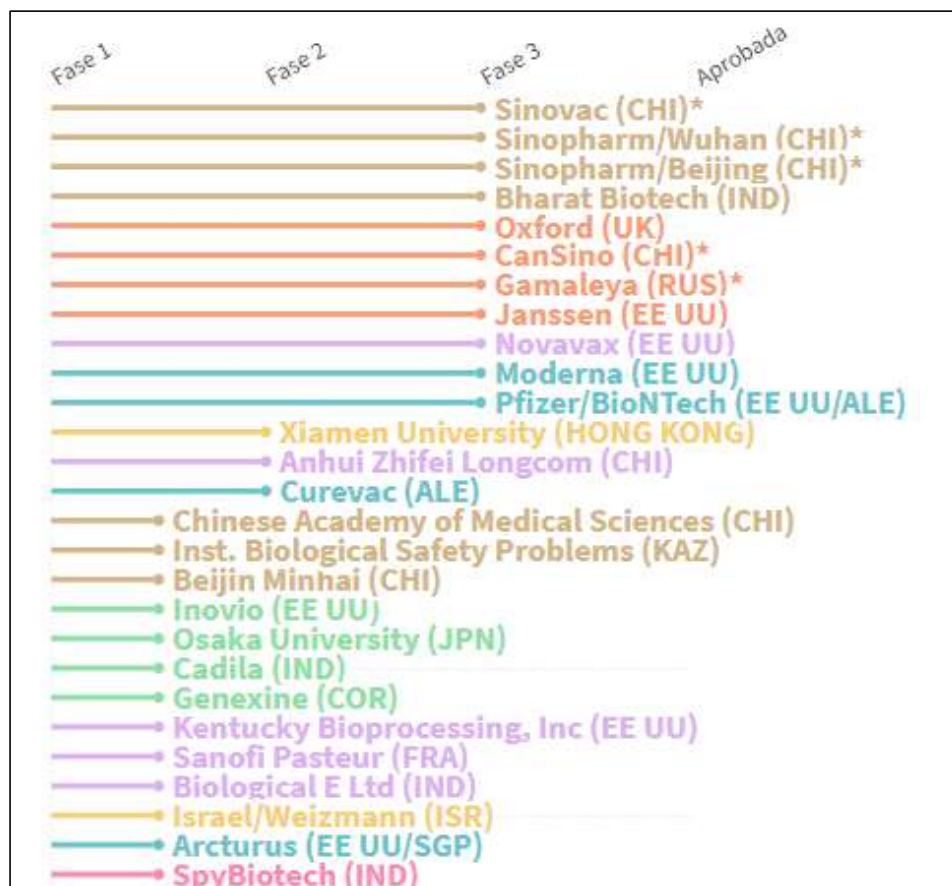 Fase 1
Fase 2
Fase 3
Aprobada
Sinovac (CHI)*
Sinopharm/Wuhan (CHI)*
Sinopharm/Beijing (CHI)*
Bharat Biotech (IND)
Oxford (UK)
CanSino (CHI)*
Gamaleya (RUS)*
Janssen (EE UU)
Novavax (EE UU)
Moderna (EE UU)
Pfizer/BioNTech (EE UU/ALE)
Xiamen University (HONG KONG)
Anhui Zhifei Longcom (CHI)
Curevac (ALE)
Chinese Academy of Medical Sciences (CHI)
Inst. Biological Safety Problems (KAZ)
Beijin Minhai (CHI)
Inovio (EE UU)
Osaka University (JPN)
Cadila (IND)
Genexine (COR)
Kentucky Bioprocessing, Inc (EE UU)
Sanofi Pasteur (FRA)
Biological E Ltd (IND)
Israel/Weizmann (ISR)
Arcturus (EE UU/SGP)
SpyBiotech (IND)